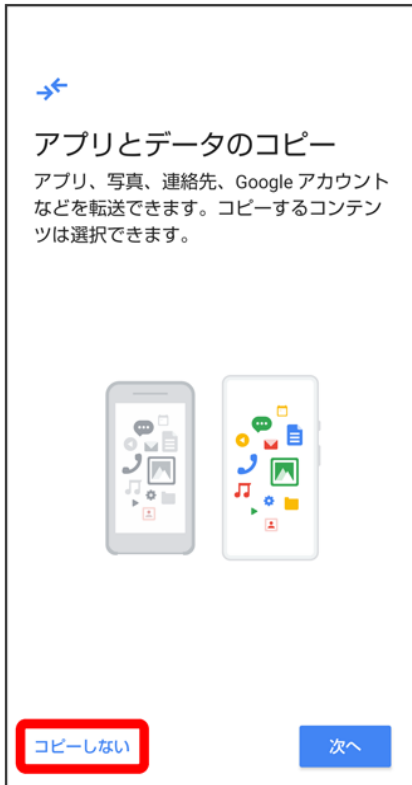 アプリとデータのコピー
アプリ、写真、連絡先、Google アカウント
などを転送できます。コピーするコンテン
ツは選択できます。
コピーしない
次へ